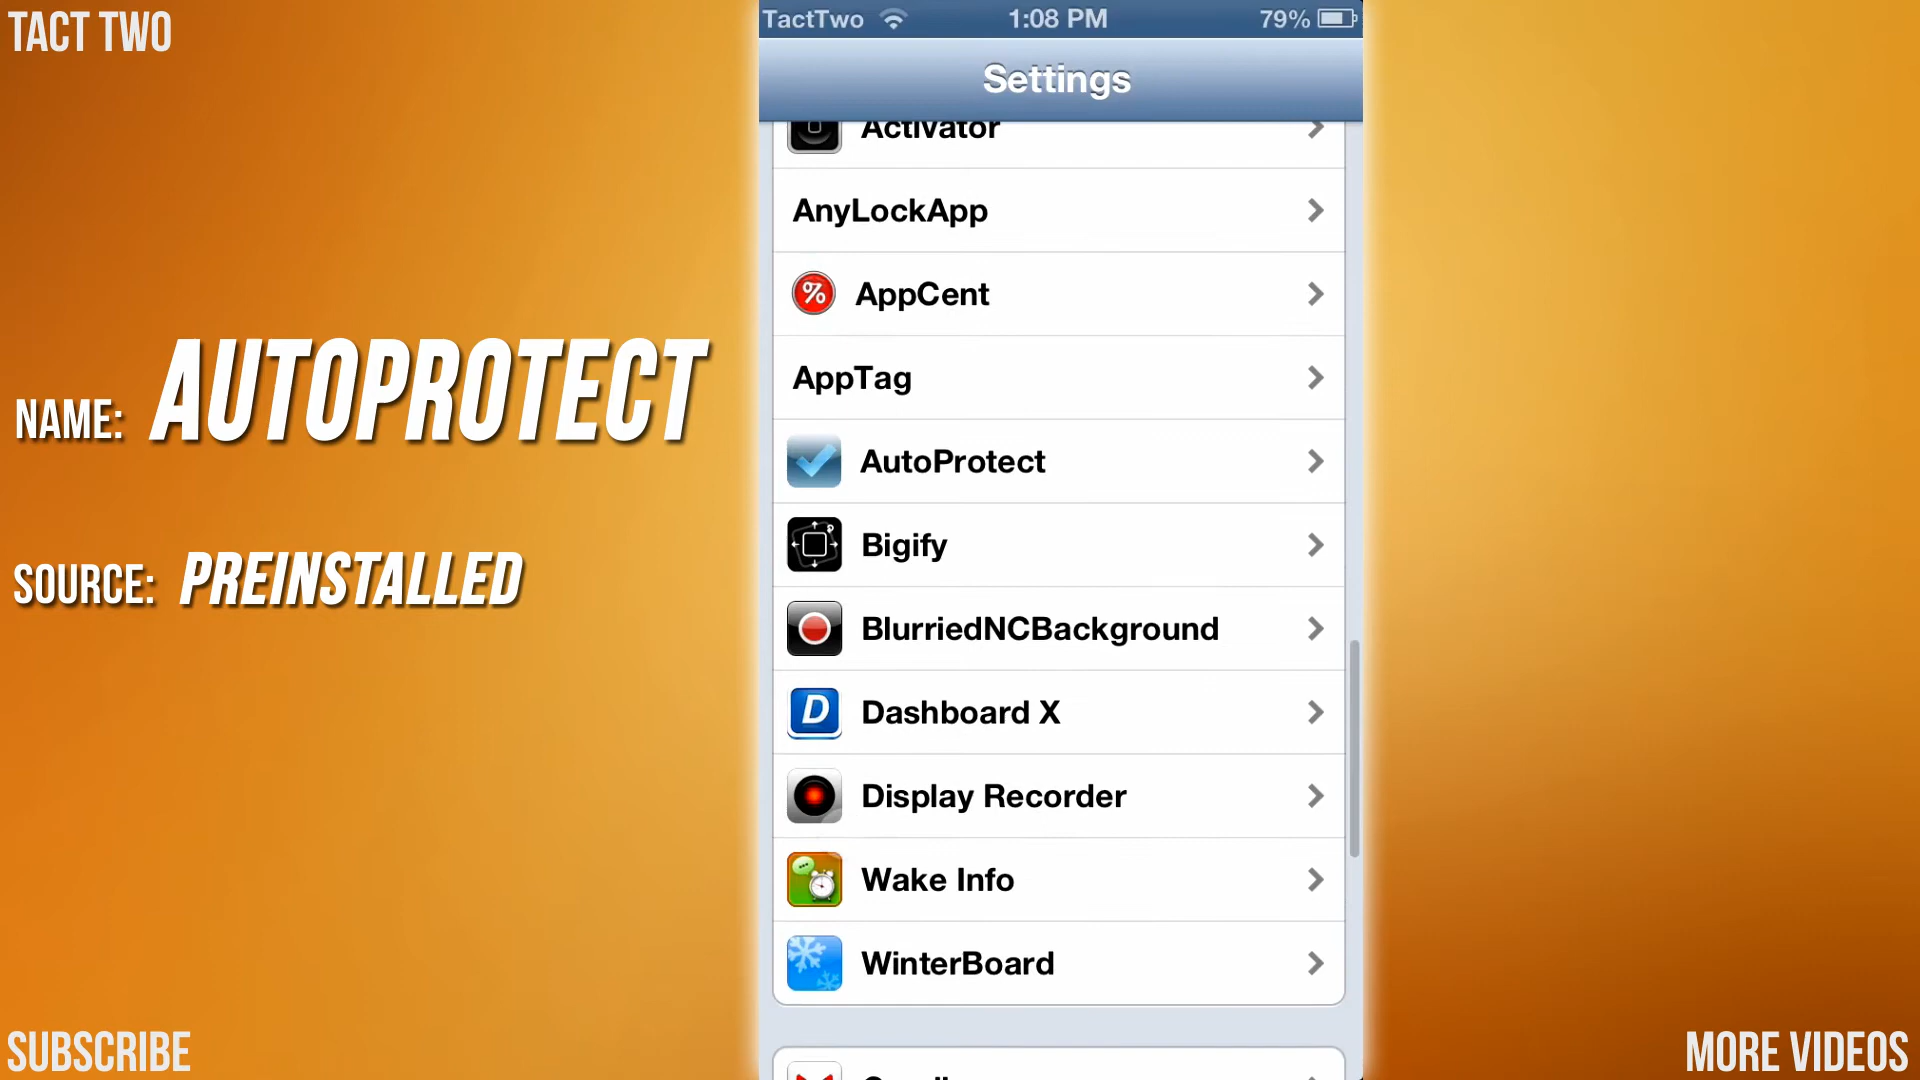 TACT TWO
NAME: AUTOPROTECT
SOURCE: PREINSTALLED
SUBSCRIBE
TactTwo 1:08 PM 79%
Settings
Activator
AnyLockApp
% AppCent
AppTag
AutoProtect
Bigify
BlurriedNCBackground
D Dashboard X
Display Recorder
Wake Info
WinterBoard
MORE VIDEOS